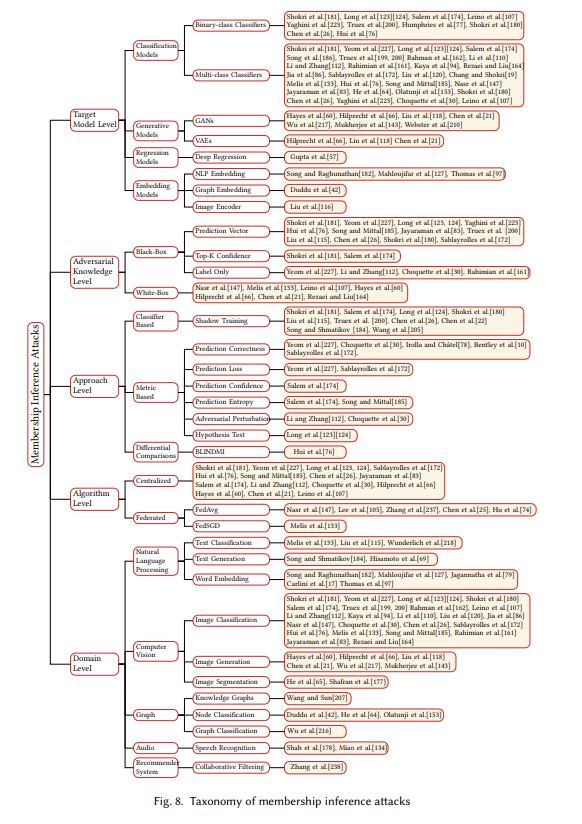 Membership Inference Attacks
Target
Model Level
Classification
Models
Binary-class Classifiers
Shokri et al.[181], Long et al.[123][124], Salem et al.[174], Leino et al.[107]
Yaghini et al.[223], Truex et al.[200], Humphries et al.[77], Shokri et al.[180]
Chen et al.[26], Hui et al.[76]
Multi-class Classifiers
Shokri et al.[181], Yeom et al.[227], Long et al.[123][124], Salem et al.[174]
Song et al.[186], Truex et al.[199, 200] Rahman et al.[162], Li et al.[110]
Li and Zhang[112], Rahimian et al.[161], Kaya et al.[94], Rezaei and Liu[164]
Jia et al.[86], Sablayrolles et al.[172], Liu et al.[120], Chang and Shokri[19]
Melis et al.[133], Hui et al.[76], Song and Mittal[185], Nasr et al.[147]
Jayaraman et al.[83], He et al.[64], Olatunji et al.[153], Shokri et al.[180]
Chen et al.[26], Yaghini et al.[223], Choquette et al.[30], Leino et al.[107]
Generative
Models
GANs
Hayes et al.[60], Hilprecht et al.[66], Liu et al.[118], Chen et al.[21]
Wu et al.[217], Mukherjee et al.[143], Webster et al.[210]
VAEs
Hilprecht et al.[66], Liu et al.[118] Chen et al.[21]
Regression
Models
Deep Regression
Gupta et al.[57]
Embedding
Models
NLP Embedding
Song and Raghunathan[182], Mahloujifar et al.[127], Thomas et al.[97]
Graph Embedding
Duddu et al.[42]
Image Encoder
Liu et al.[116]
Adversarial
Knowledge
Level
Black-Box
Prediction Vector
Shokri et al.[181], Yeom et al.[227], Long et al.[123, 124], Yaghini et al.[223]
Hui et al.[76], Song and Mittal[185], Jayaraman et al.[83], Truex et al. [200]
Liu et al.[115], Chen et al.[26], Shokri et al.[180], Sablayrolles et al.[172]
Top-K Confidence
Shokri et al.[181], Salem et al.[174]
Label Only
Yeom et al.[227], Li and Zhang[112], Choquette et al.[30], Rahimian et al.[161]
White-Box
Nasr et al.[147], Melis et al.[133], Leino et al.[107], Hayes et al.[60]
Hilprecht et al.[66], Chen et al.[21], Rezaei and Liu[164]
Approach
Level
Classifier
Based
Shadow Training
Shokri et al.[181], Salem et al.[174], Long et al.[124], Shokri et al.[180]
Liu et al.[115], Truex et al. [200], Chen et al.[26], Chen et al.[22]
Song and Shmatikov [184], Wang et al.[205]
Metric
Based
Prediction Correctness
Yeom et al.[227], Choquette et al.[30], Irolla and Châtel[78], Bentley et al.[10]
Sablayrolles et al.[172],
Prediction Loss
Yeom et al.[227], Sablayrolles et al.[172]
Prediction Confidence
Salem et al.[174]
Prediction Entropy
Salem et al.[174], Song and Mittal[185]
Adversarial Perturbation
Li ang Zhang[112], Choquette et al.[30]
Hypothesis Test
Long et al.[123][124]
Differential
Comparisons
BLINDMI
Hui et al.[76]
Algorithm
Level
Centralized
Shokri et al.[181], Yeom et al.[227], Long et al.[123, 124], Sablayrolles et al.[172]
Hui et al.[76], Song and Mittal[185], Chen et al.[26], Jayaraman et al.[83]
Salem et al.[174], Li and Zhang[112], Choquette et al.[30], Hilprecht et al.[66]
Hayes et al.[60], Chen et al.[21], Leino et al.[107]
Federated
FedAvg
Nasr et al.[147], Lee et al.[105], Zhang et al.[237], Chen et al.[25], Hu et al.[74]
FedSGD
Melis et al.[133]
Domain
Level
Natural
Language
Processing
Text Classification
Melis et al.[133], Liu et al.[115], Wunderlich et al.[218]
Text Generation
Song and Shmatikov[184], Hisamoto et al.[69]
Word Embedding
Song and Raghunathan[182], Mahloujifar et al.[127], Jagannatha et al.[79]
Carlini et al.[17] Thomas et al.[97]
Computer
Vision
Image Classification
Shokri et al.[181], Yeom et al.[227], Long et al.[123][124], Shokri et al.[180]
Salem et al.[174], Truex et al.[199, 200] Rahman et al.[162], Leino et al.[107]
Li and Zhang[112], Kaya et al.[94], Li et al.[110], Liu et al.[120], Jia et al.[86]
Nasr et al.[147], Choquette et al.[30], Chen et al.[26], Sablayrolles et al.[172]
Hui et al.[76], Melis et al.[133], Song and Mittal[185], Rahimian et al.[161]
Jayaraman et al.[83], Rezaei and Liu[164]
Image Generation
Hayes et al.[60], Hilprecht et al.[66], Liu et al.[118]
Chen et al.[21], Wu et al.[217], Mukherjee et al.[143]
Image Segmentation
He et al.[65], Shafran et al.[177]
Graph
Knowledge Graphs
Wang and Sun[207]
Node Classification
Duddu et al.[42], He et al.[64], Olatunji et al.[153]
Graph Classification
Wu et al.[216]
Audio
Speech Recognition
Shah et al.[178], Miao et al.[134]
Recommender
System
Collaborative Filtering
Zhang et al.[238]
Fig. 8. Taxonomy of membership inference attacks